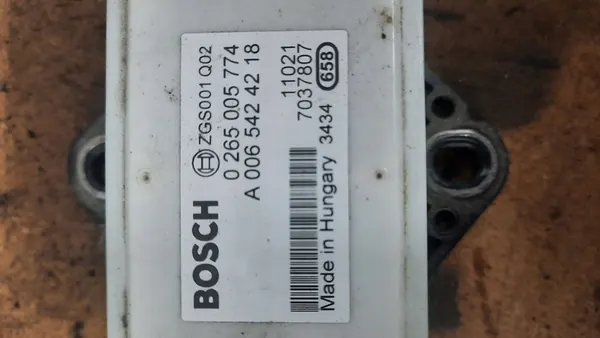 BOSCH
ZGS001 Q02
0 265 005 774
A 006 542 42 18
11021
7037807
Made in Hungary 3434
658